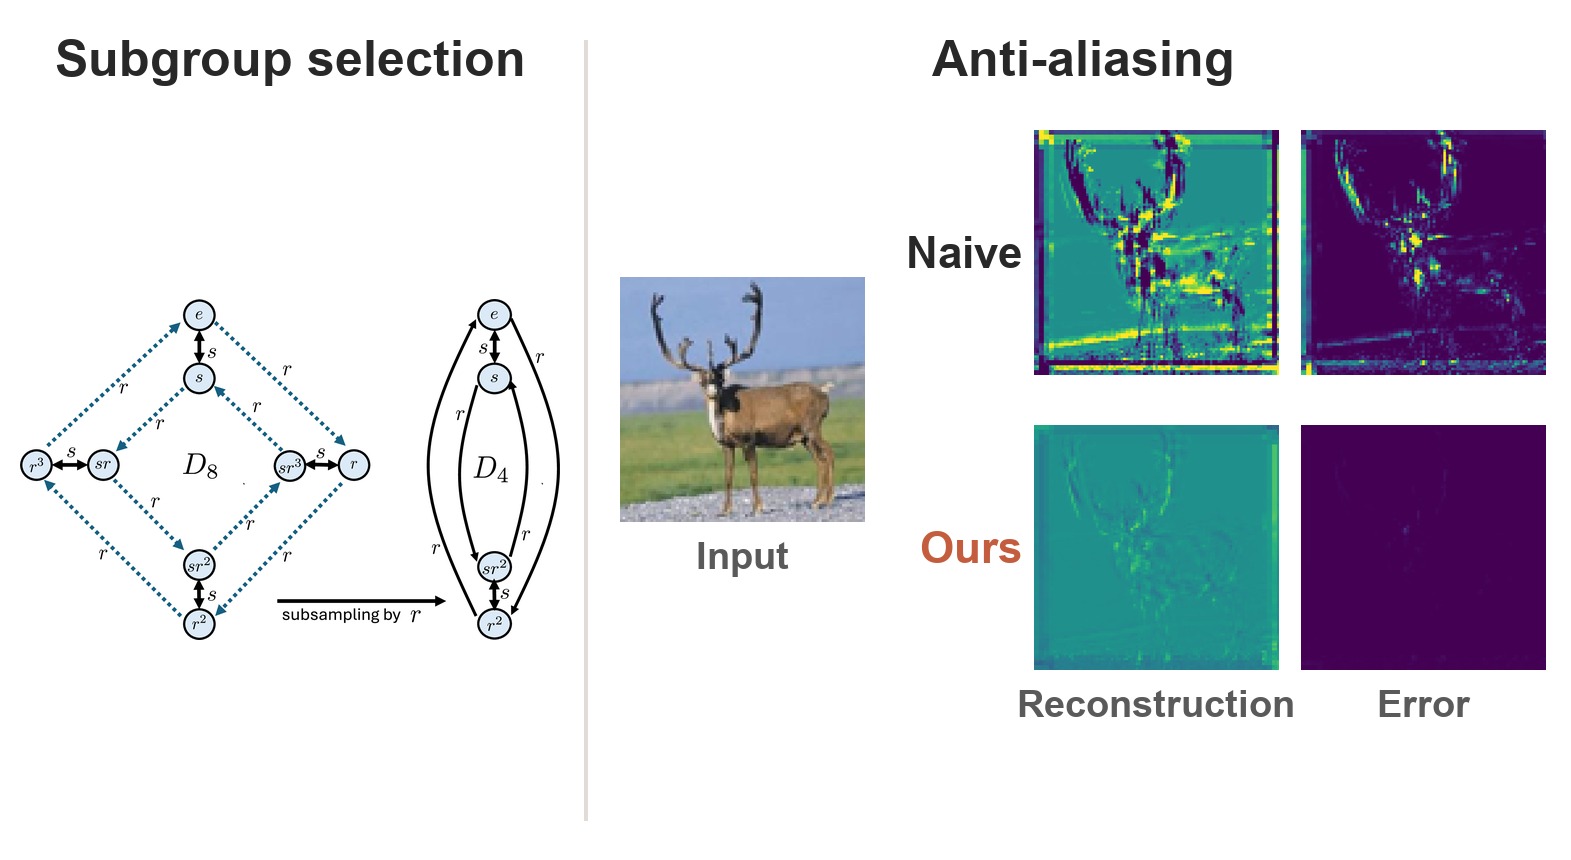 Subgroup selection
e
s
r
r
s
r
r
r³
s
sr
D₈
sr³
s
r
r
r
r
r
sr²
s
r²
subsampling by r
e
s
r
s
r
D₄
r
r
sr²
s
r²
Anti-aliasing
Input
Naive
Ours
Reconstruction
Error